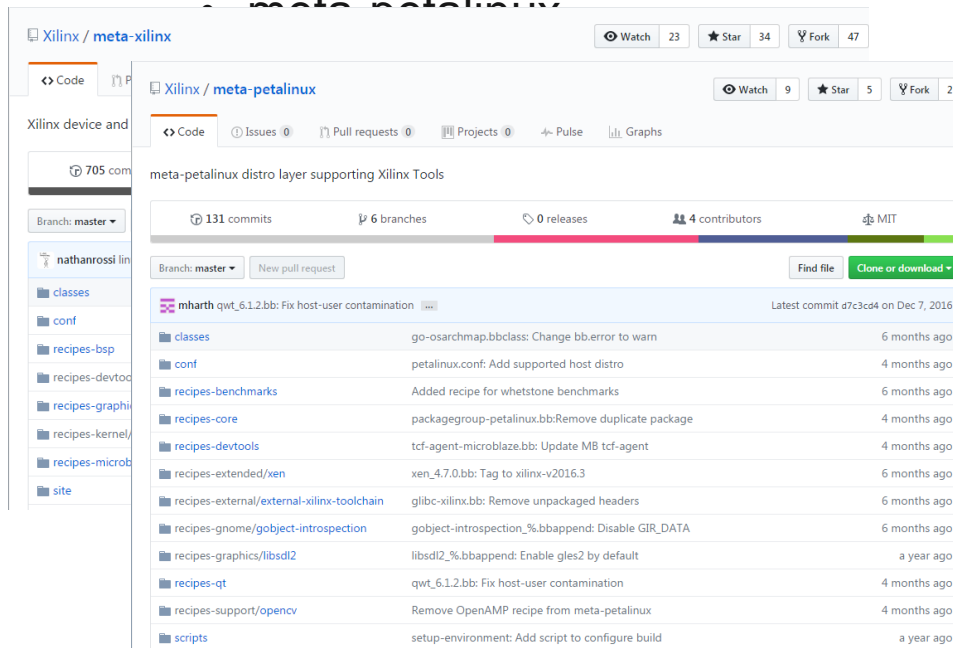 • meta-petalinux
Xilinx / meta-xilinx
Watch 23 Star 34 Fork 47
Code
Xilinx device and
705 com
Branch: master
nathanrossi lin
classes
conf
recipes-bsp
recipes-devtoo
recipes-graphi
recipes-kernel/
recipes-microb
site
Xilinx / meta-petalinux
Watch 9 Star 5 Fork 2
Code Issues 0 Pull requests 0 Projects 0 Pulse Graphs
meta-petalinux distro layer supporting Xilinx Tools
131 commits 6 branches 0 releases 4 contributors MIT
Branch: master New pull request Find file Clone or download
mharth qwt_6.1.2.bb: Fix host-user contamination ... Latest commit d7c3cd4 on Dec 7, 2016
classes go-osarchmap.bbclass: Change bb.error to warn 6 months ago
conf petalinux.conf: Add supported host distro 4 months ago
recipes-benchmarks Added recipe for whetstone benchmarks 6 months ago
recipes-core packagegroup-petalinux.bb:Remove duplicate package 4 months ago
recipes-devtools tcf-agent-microblaze.bb: Update MB tcf-agent 4 months ago
recipes-extended/xen xen_4.7.0.bb: Tag to xilinx-v2016.3 6 months ago
recipes-external/external-xilinx-toolchain glibc-xilinx.bb: Remove unpackaged headers 6 months ago
recipes-gnome/gobject-introspection gobject-introspection_%.bbappend: Disable GIR_DATA 6 months ago
recipes-graphics/libsdl2 libsdl2_%.bbappend: Enable gles2 by default a year ago
recipes-qt qwt_6.1.2.bb: Fix host-user contamination 4 months ago
recipes-support/opencv Remove OpenAMP recipe from meta-petalinux 4 months ago
scripts setup-environment: Add script to configure build a year ago